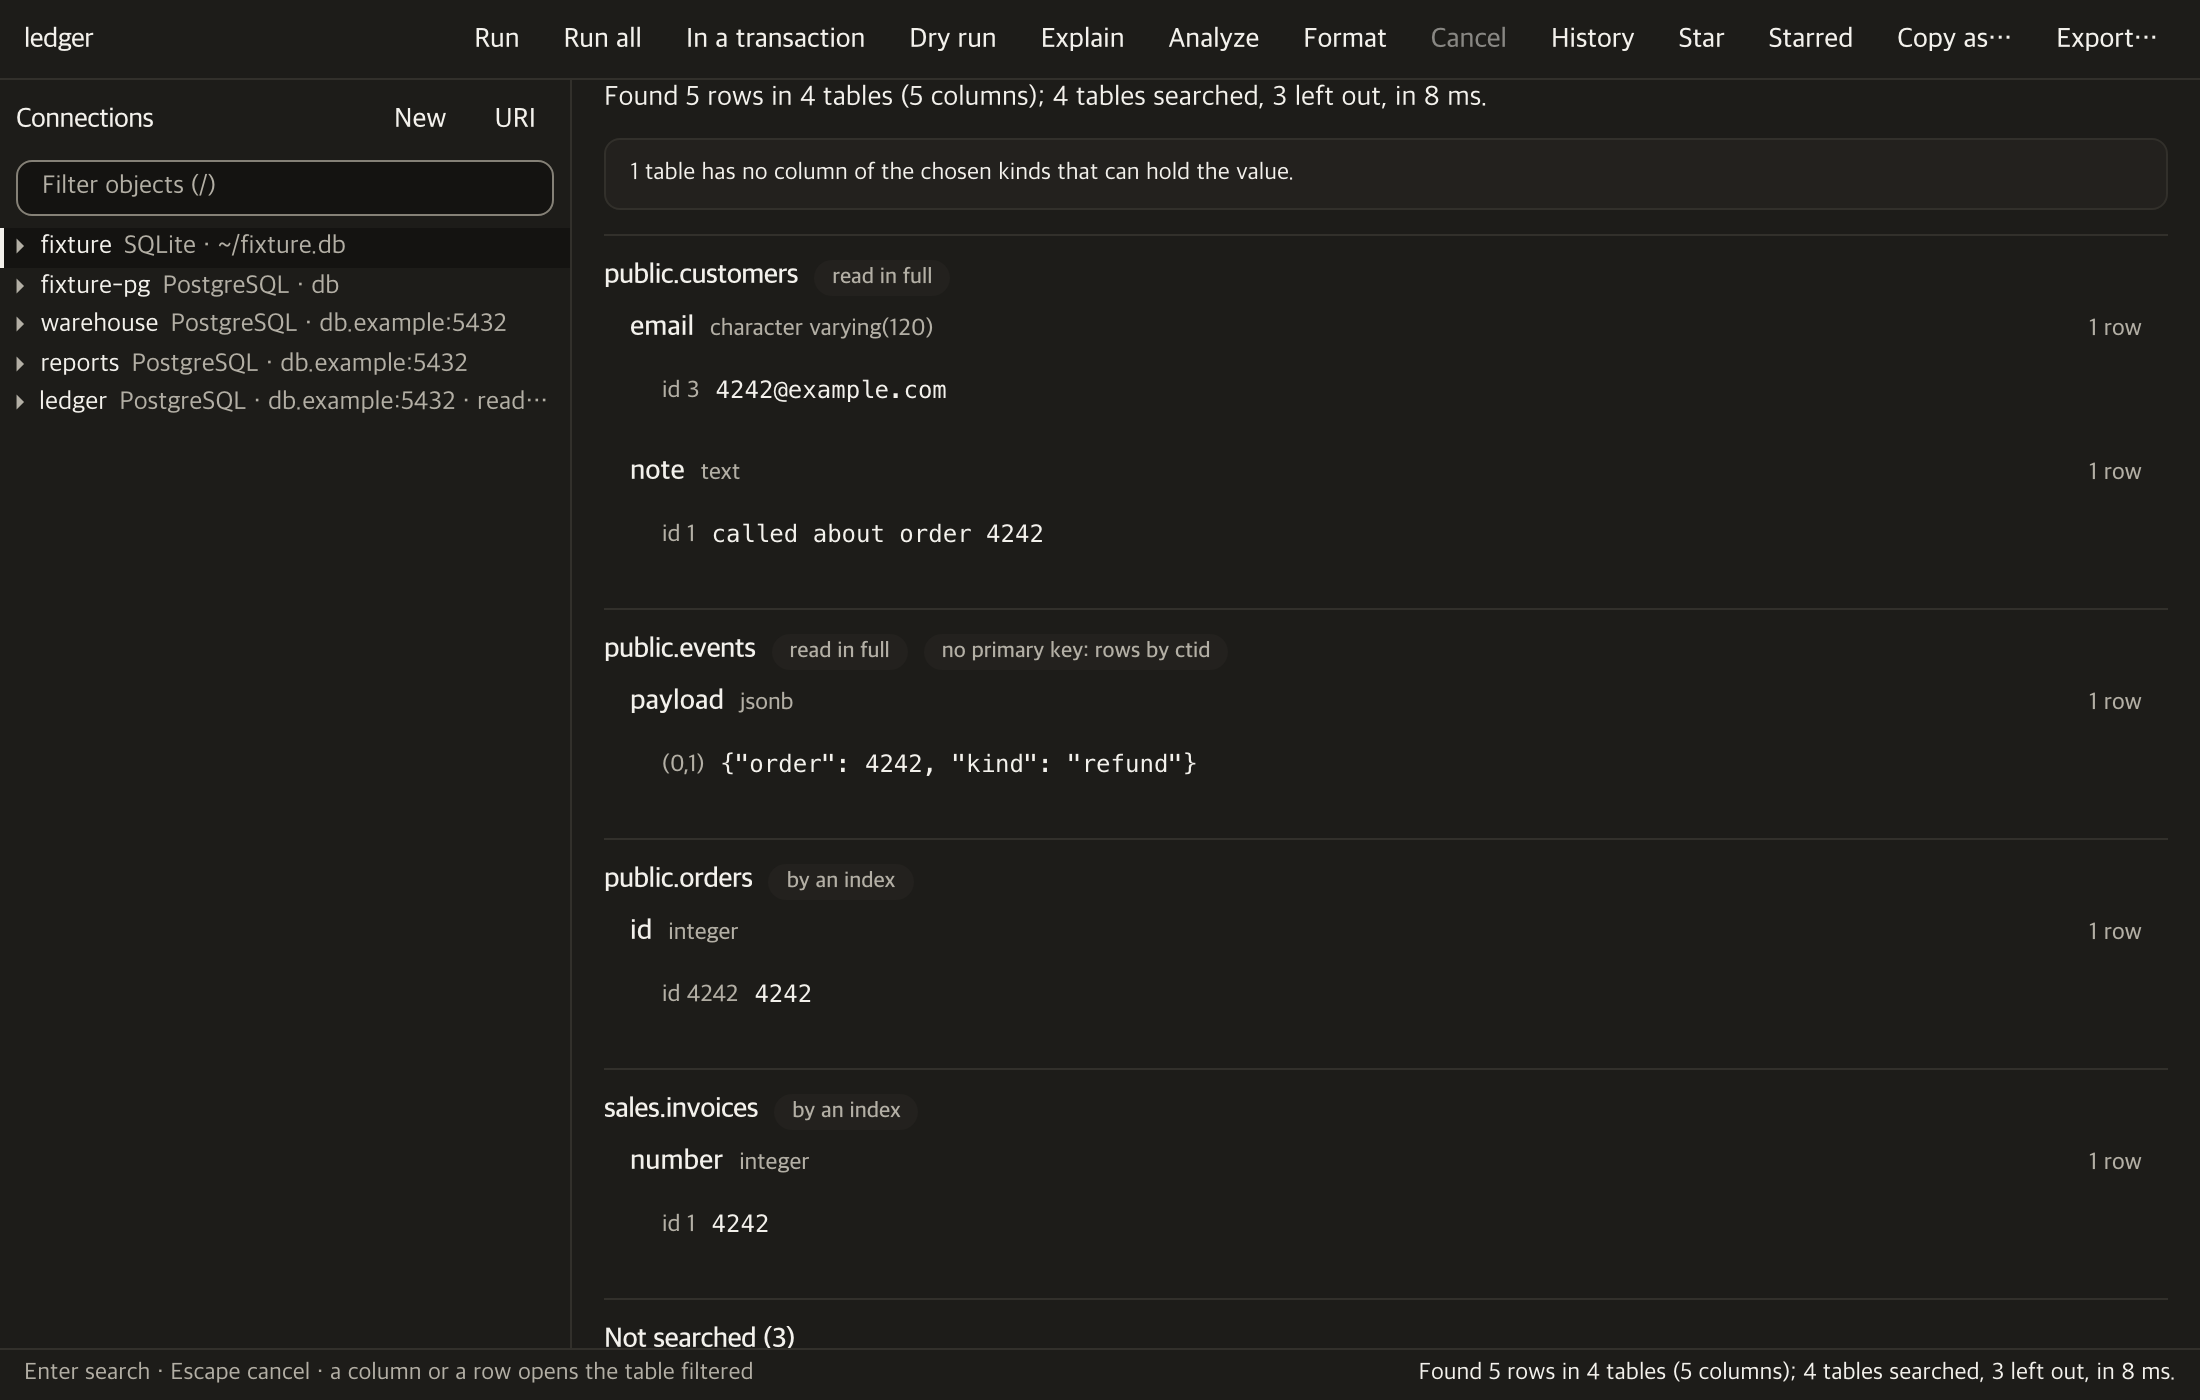 ledger Run Run all In a transaction Dry run Explain Analyze Format Cancel History Star Starred Copy as··· Export···
Connections New URI
Filter objects (/)
fixture SQLite · ~/fixture.db
fixture-pg PostgreSQL · db
warehouse PostgreSQL · db.example:5432
reports PostgreSQL · db.example:5432
ledger PostgreSQL · db.example:5432 · read···
Found 5 rows in 4 tables (5 columns); 4 tables searched, 3 left out, in 8 ms.
1 table has no column of the chosen kinds that can hold the value.
public.customers read in full
email character varying(120) 1 row
id 3 4242@example.com
note text 1 row
id 1 called about order 4242
public.events read in full no primary key: rows by ctid
payload jsonb 1 row
(0,1) {"order": 4242, "kind": "refund"}
public.orders by an index
id integer 1 row
id 4242 4242
sales.invoices by an index
number integer 1 row
id 1 4242
Not searched (3)
Enter search · Escape cancel · a column or a row opens the table filtered
Found 5 rows in 4 tables (5 columns); 4 tables searched, 3 left out, in 8 ms.